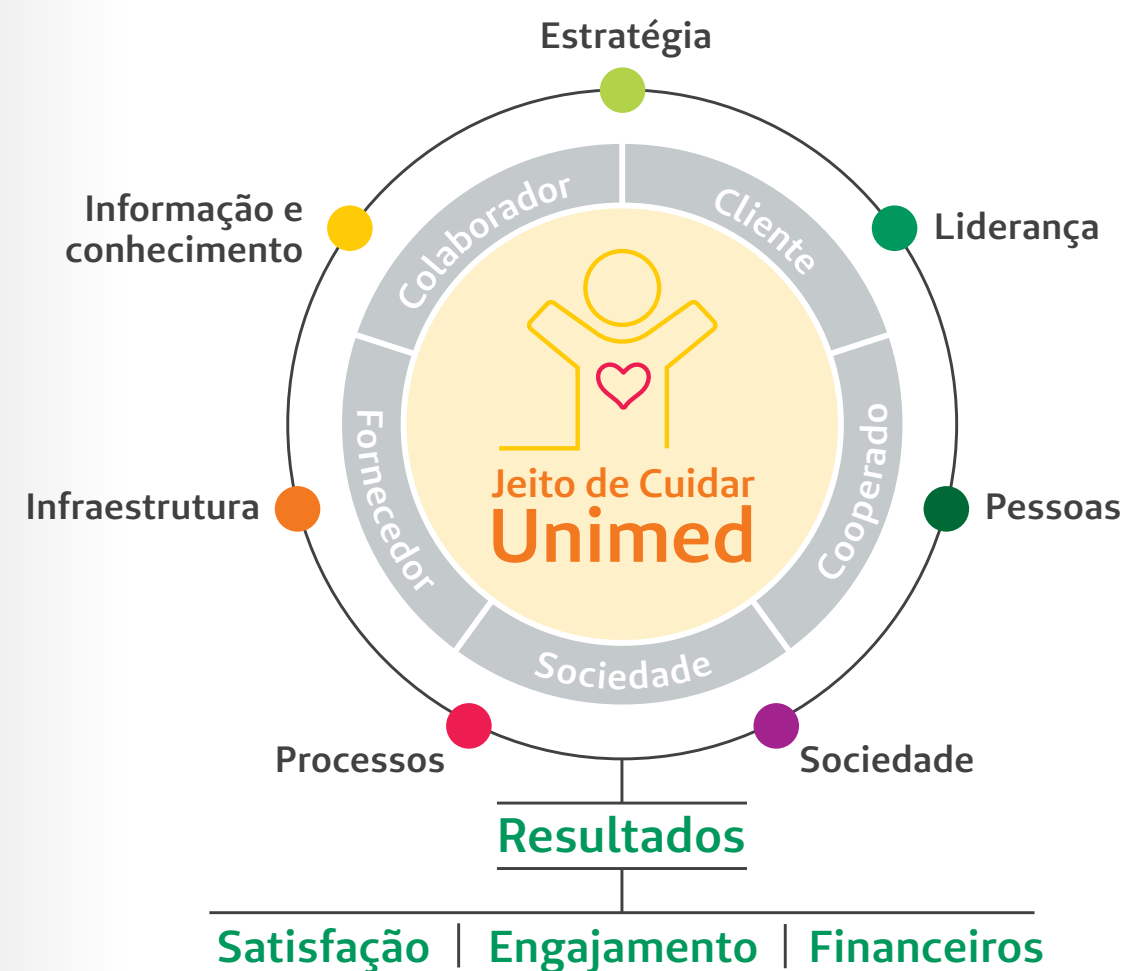 Estratégia
Informação e
conhecimento
Liderança
Colaborador
Cliente
Fornecedor
Cooperado
Jeito de Cuidar
Unimed
Infraestrutura
Pessoas
Sociedade
Processos
Sociedade
Resultados
Satisfação | Engajamento | Financeiros